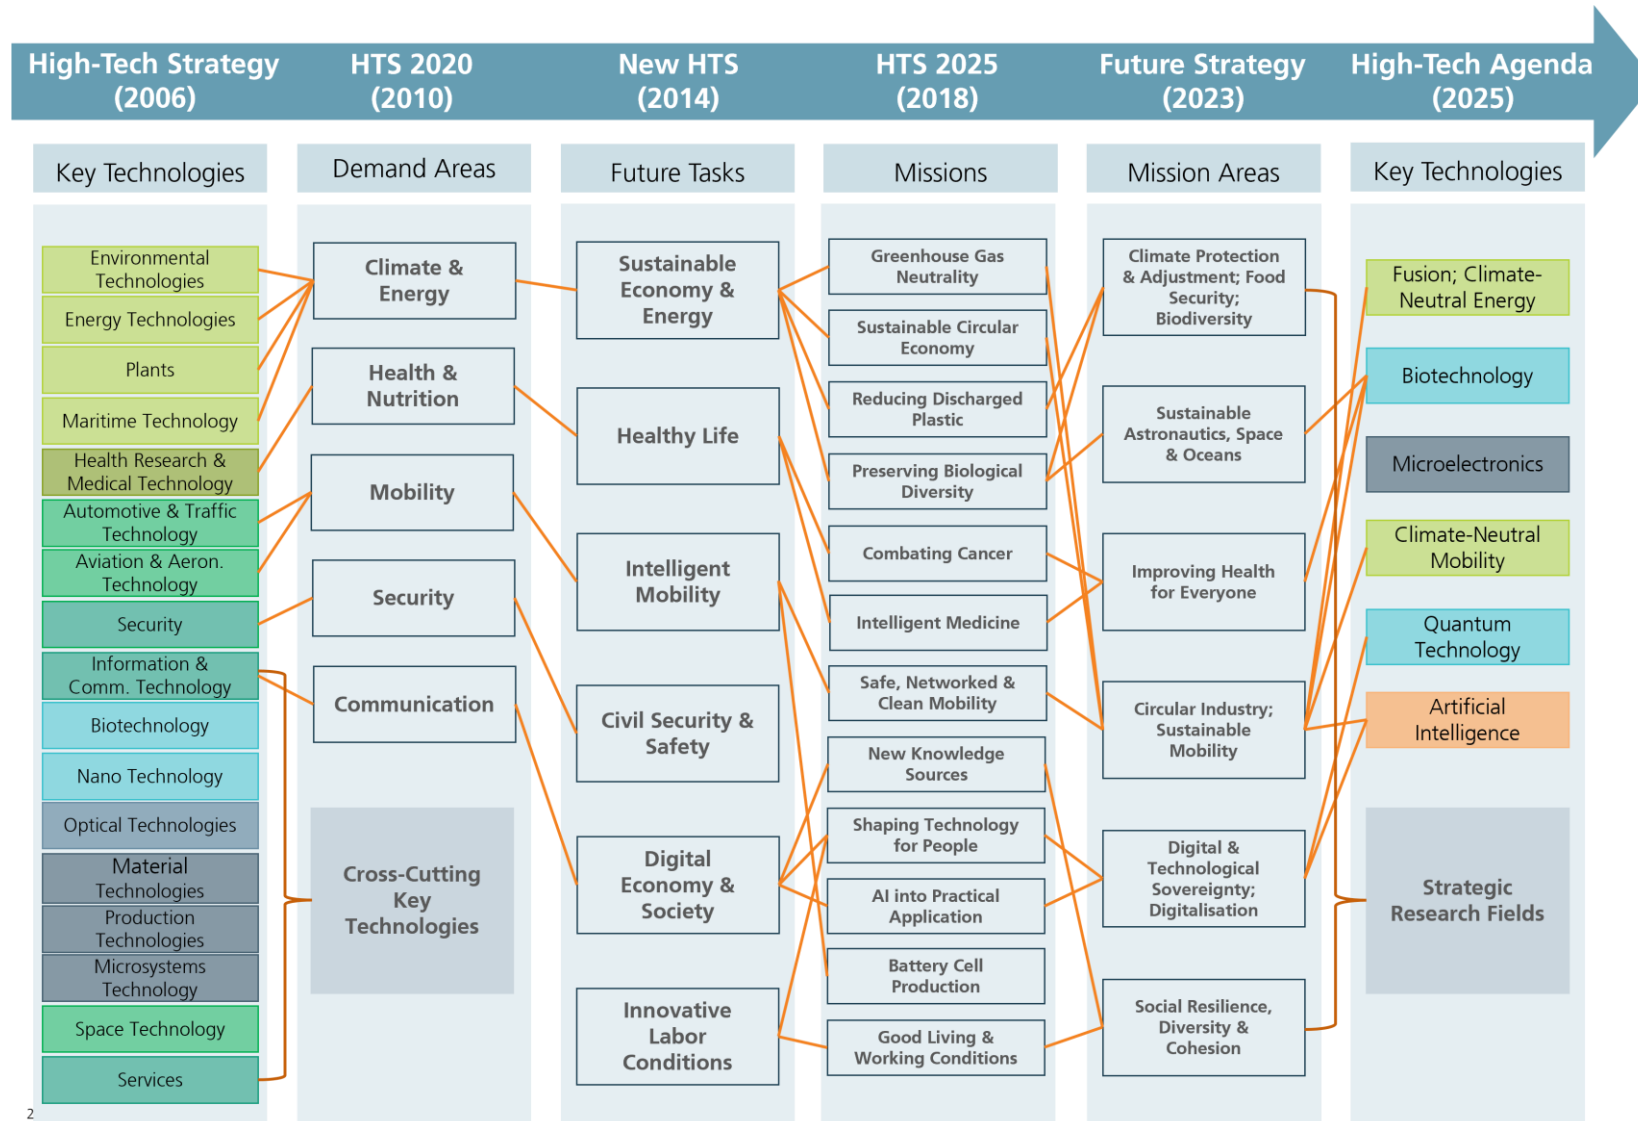 High-Tech Strategy
(2006)
HTS 2020
(2010)
New HTS
(2014)
HTS 2025
(2018)
Future Strategy
(2023)
High-Tech Agenda
(2025)
Key Technologies
Demand Areas
Future Tasks
Missions
Mission Areas
Key Technologies
Environmental
Technologies
Energy Technologies
Plants
Maritime Technology
Health Research &
Medical Technology
Automotive & Traffic
Technology
Aviation & Aeron.
Technology
Security
Information &
Comm. Technology
Biotechnology
Nano Technology
Optical Technologies
Material
Technologies
Production
Technologies
Microsystems
Technology
Space Technology
Services
Climate &
Energy
Health &
Nutrition
Mobility
Security
Communication
Cross-Cutting
Key
Technologies
Sustainable
Economy &
Energy
Healthy Life
Intelligent
Mobility
Civil Security &
Safety
Digital
Economy &
Society
Innovative
Labor
Conditions
Greenhouse Gas
Neutrality
Sustainable Circular
Economy
Reducing Discharged
Plastic
Preserving Biological
Diversity
Combating Cancer
Intelligent Medicine
Safe, Networked &
Clean Mobility
New Knowledge
Sources
Shaping Technology
for People
AI into Practical
Application
Battery Cell
Production
Good Living &
Working Conditions
Climate Protection
& Adjustment; Food
Security;
Biodiversity
Sustainable
Astronautics, Space
& Oceans
Improving Health
for Everyone
Circular Industry;
Sustainable
Mobility
Digital &
Technological
Sovereignty;
Digitalisation
Social Resilience,
Diversity &
Cohesion
Fusion; Climate-
Neutral Energy
Biotechnology
Microelectronics
Climate-Neutral
Mobility
Quantum
Technology
Artificial
Intelligence
Strategic
Research Fields
2